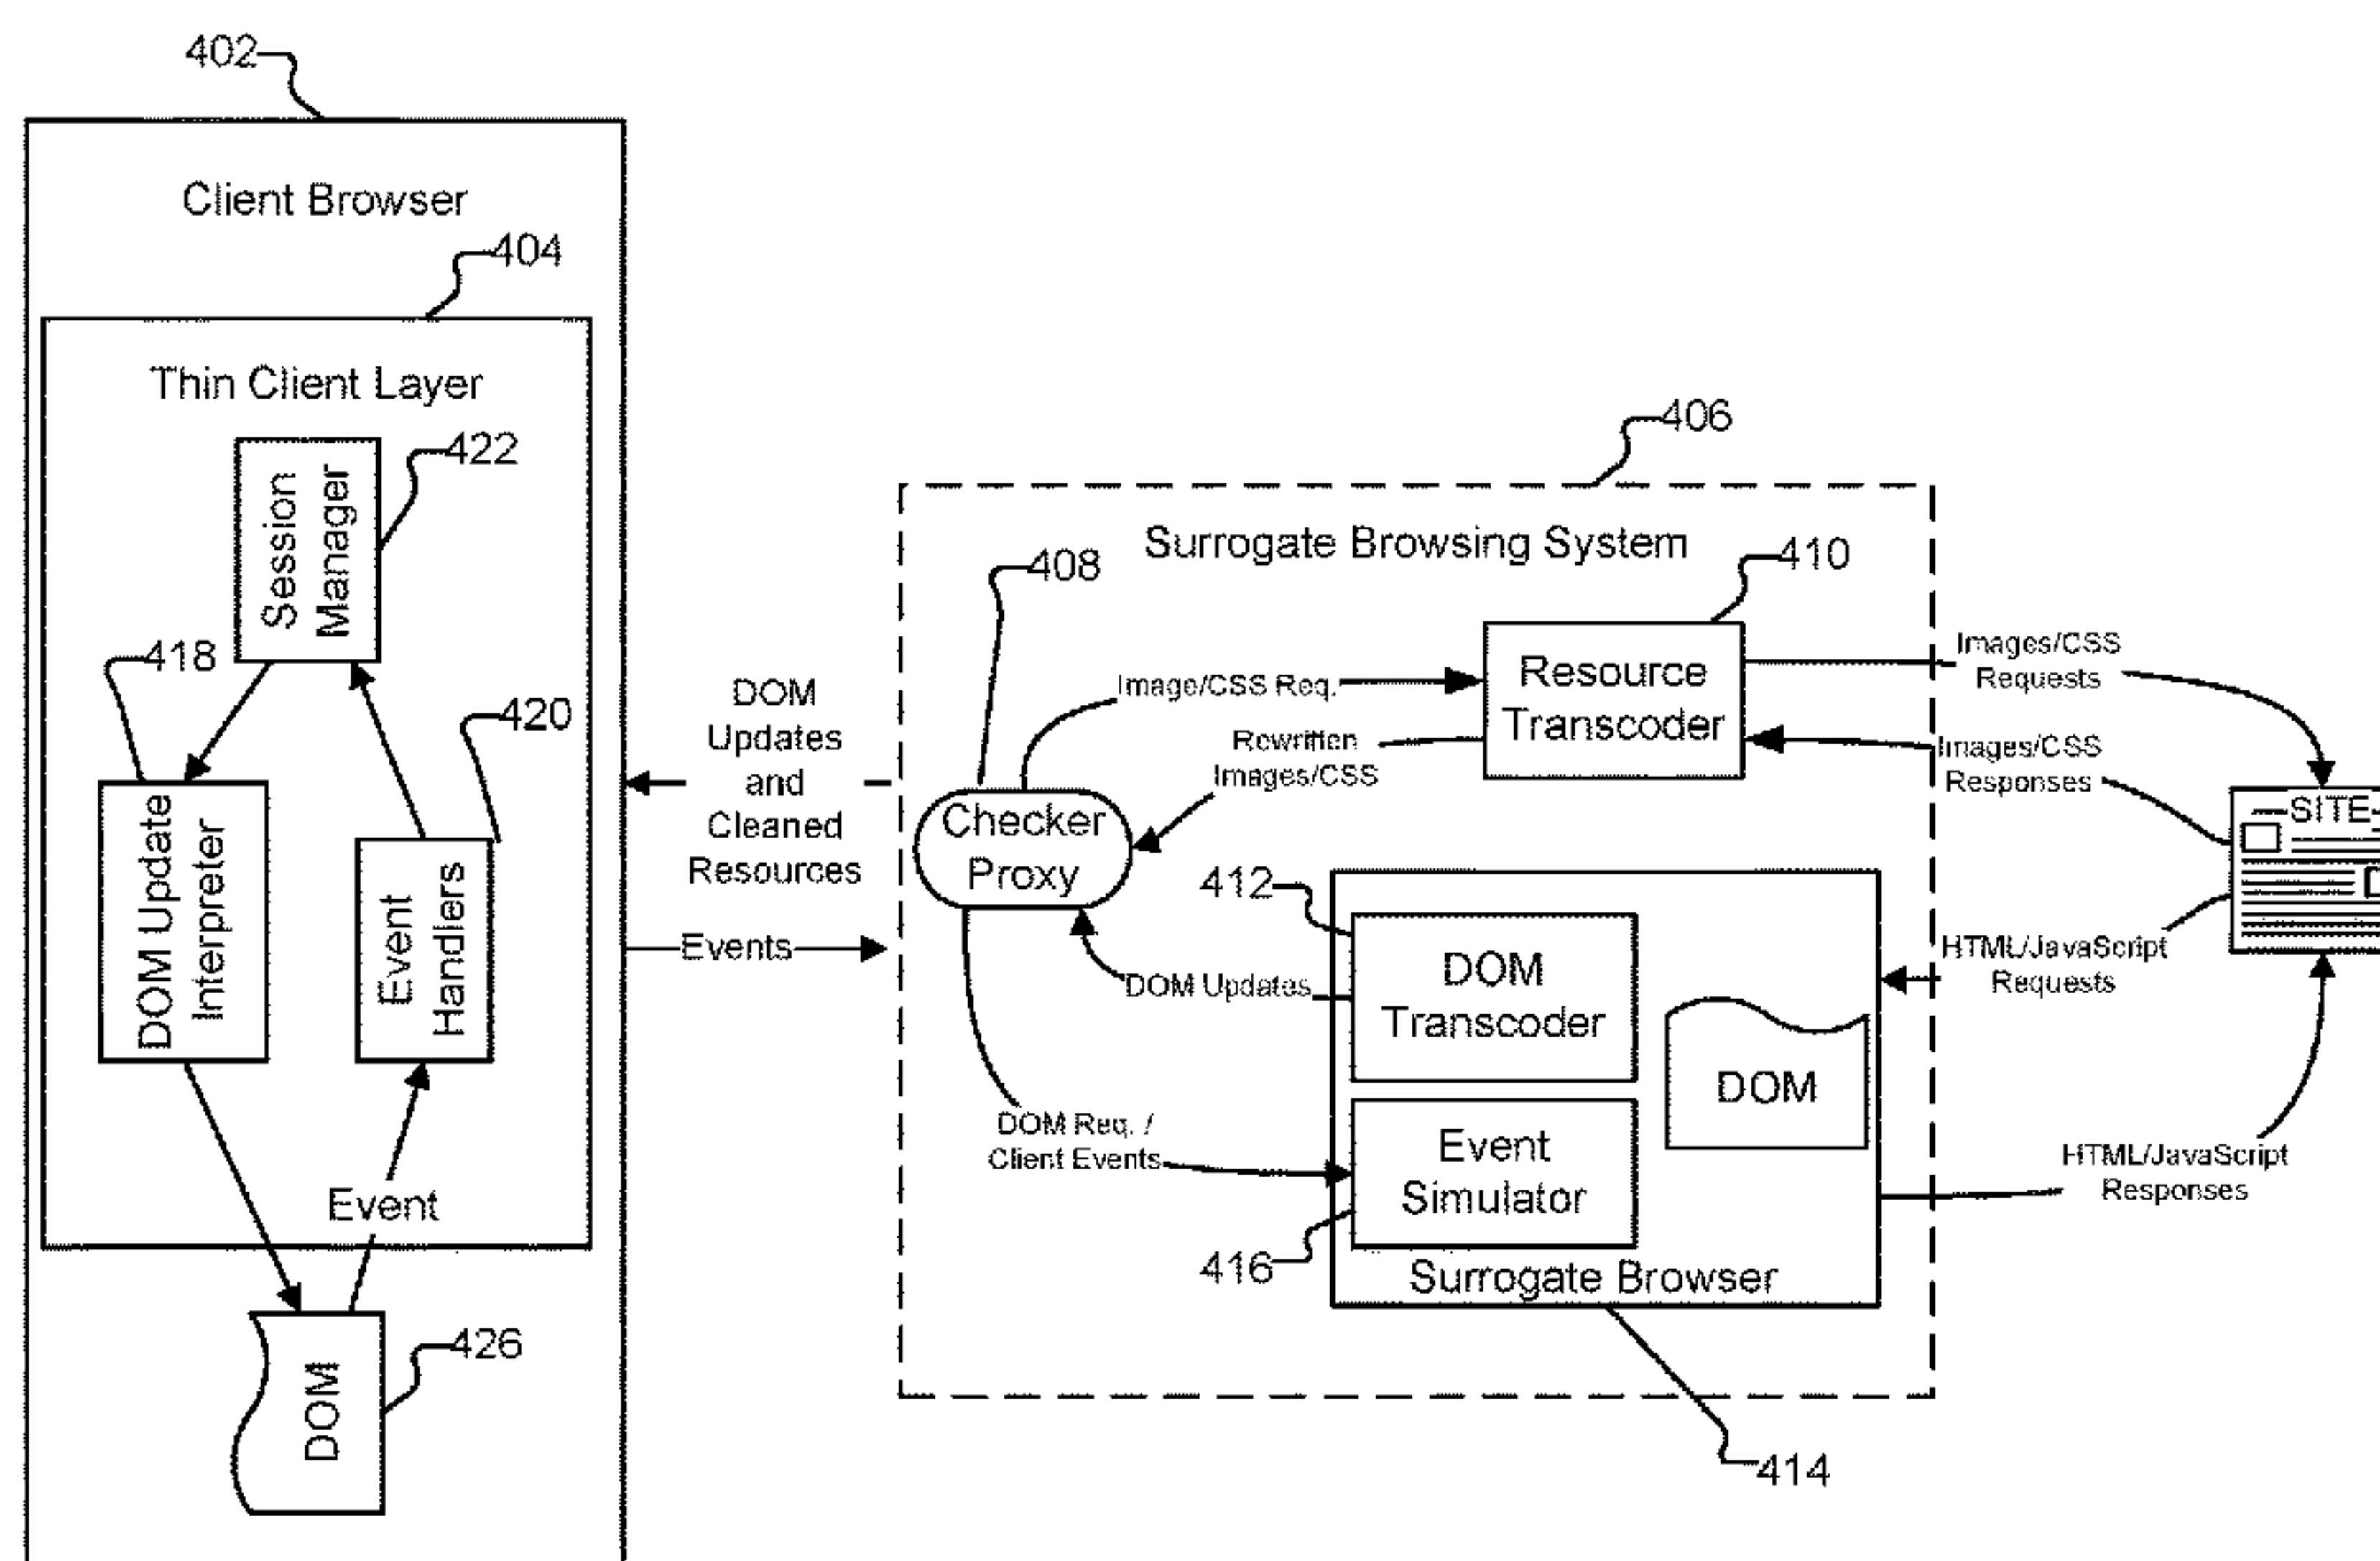 402
Client Browser
404
Thin Client Layer
422
Session
Manager
418
420
DOM Update
Interpreter
Event
Handlers
Event
426
DOM
DOM
Updates
and
Cleaned
Resources
Events
406
Surrogate Browsing System
408
410
Image/CSS Req.
Resource
Transcoder
Rewritten
Images/CSS
Checker
Proxy
412
DOM
Transcoder
DOM Updates
DOM
DOM Req. /
Client Events
Event
Simulator
416
Surrogate Browser
414
Images/CSS
Requests
Images/CSS
Responses
SITE
HTML/JavaScript
Requests
HTML/JavaScript
Responses